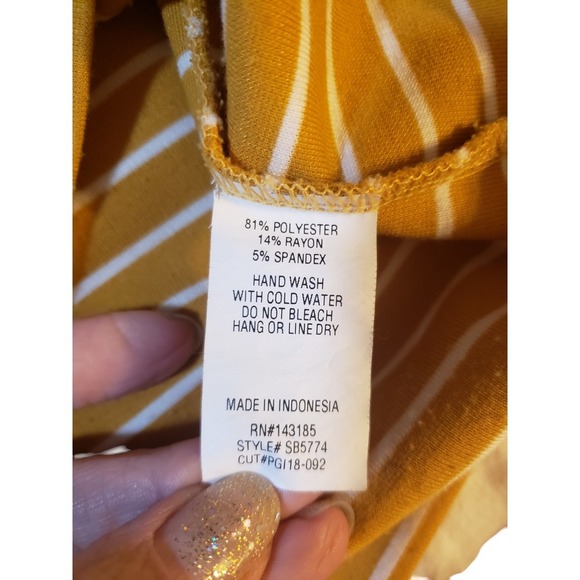 81% POLYESTER
14% RAYON
5% SPANDEX
HAND WASH
WITH COLD WATER
DO NOT BLEACH
HANG OR LINE DRY
MADE IN INDONESIA
RN#143185
STYLE# SB5774
CUT#PGI18-092